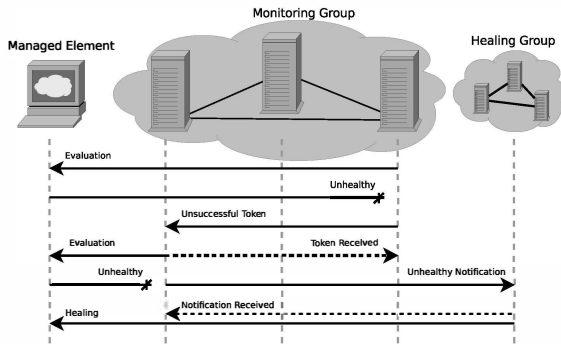 Monitoring Group
Managed Element
Healing Group
Evaluation
Unhealthy
Unsuccessful Token
Evaluation
Token Received
Unhealthy
Unhealthy Notification
Notification Received
Healing